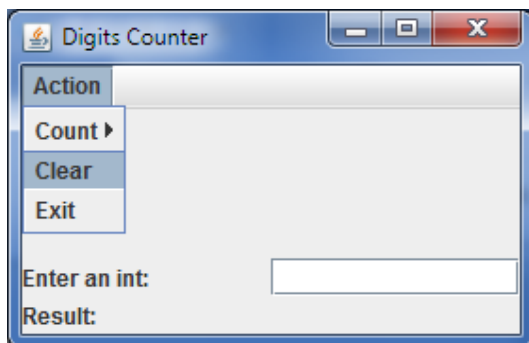 Digits Counter
Action
Count
Clear
Exit
Enter an int:
Result: